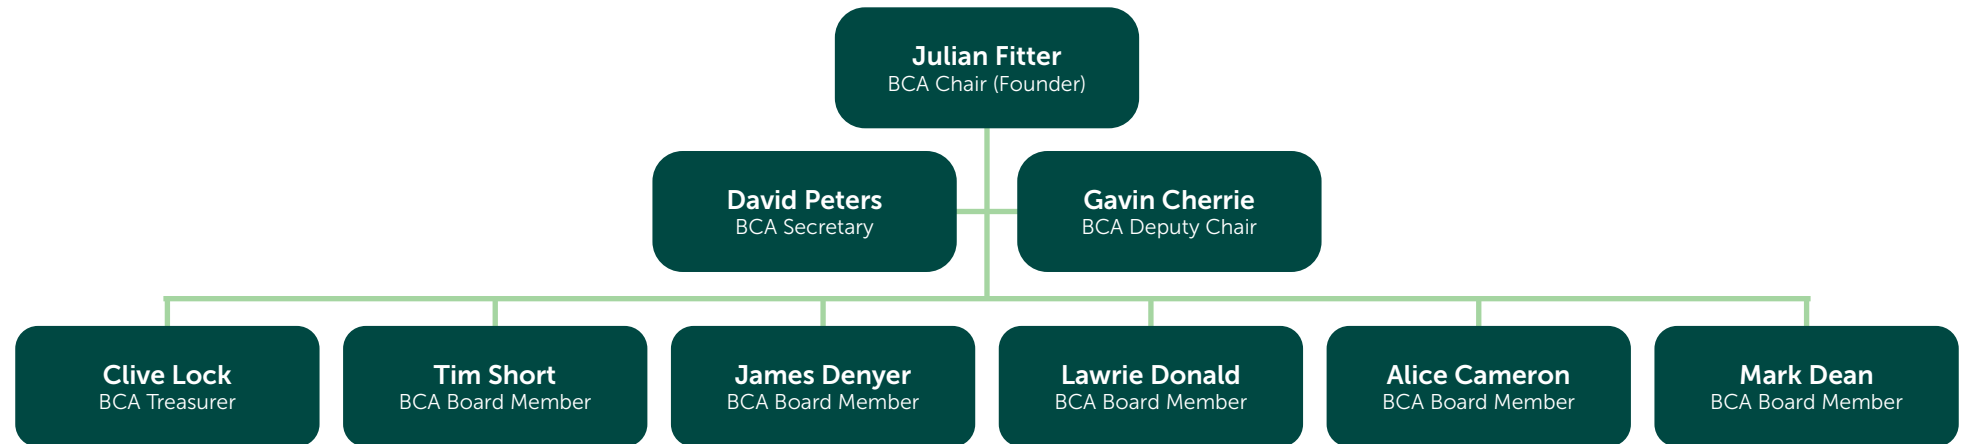 Julian Fitter
BCA Chair (Founder)
David Peters
BCA Secretary
Gavin Cherrie
BCA Deputy Chair
Clive Lock
BCA Treasurer
Tim Short
BCA Board Member
James Denyer
BCA Board Member
Lawrie Donald
BCA Board Member
Alice Cameron
BCA Board Member
Mark Dean
BCA Board Member